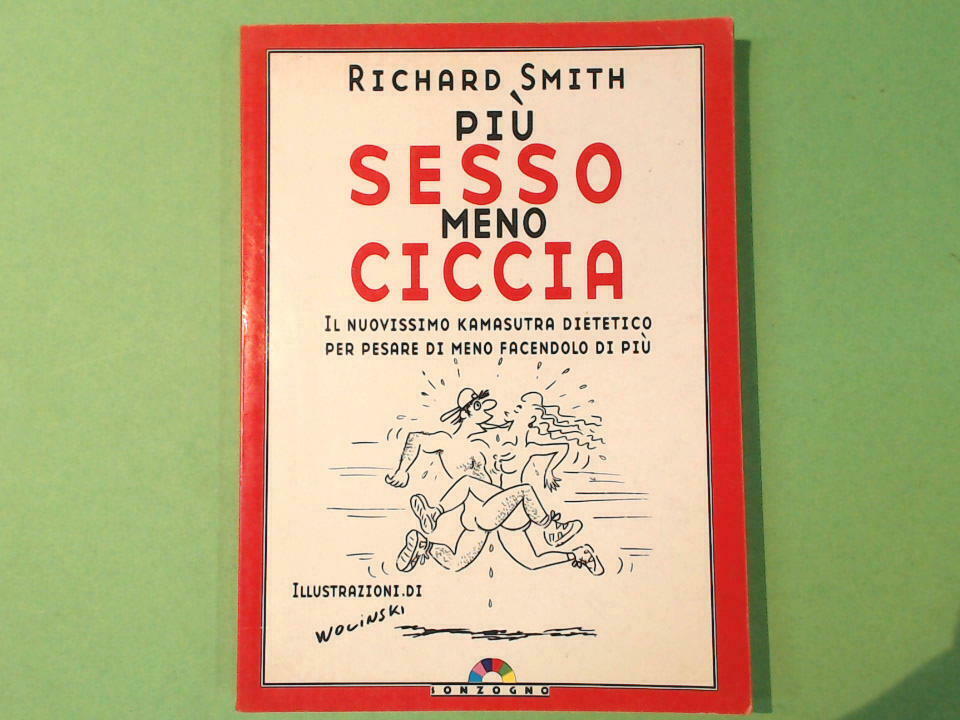 RICHARD SMITH
PIÙ
SESSO
MENO
CICCIA
IL NUOVISSIMO KAMASUTRA DIETETICO
PER PESARE DI MENO FACENDOLO DI PIÙ
ILLUSTRAZIONI.DI
WOLINSKI
SONZOGNO